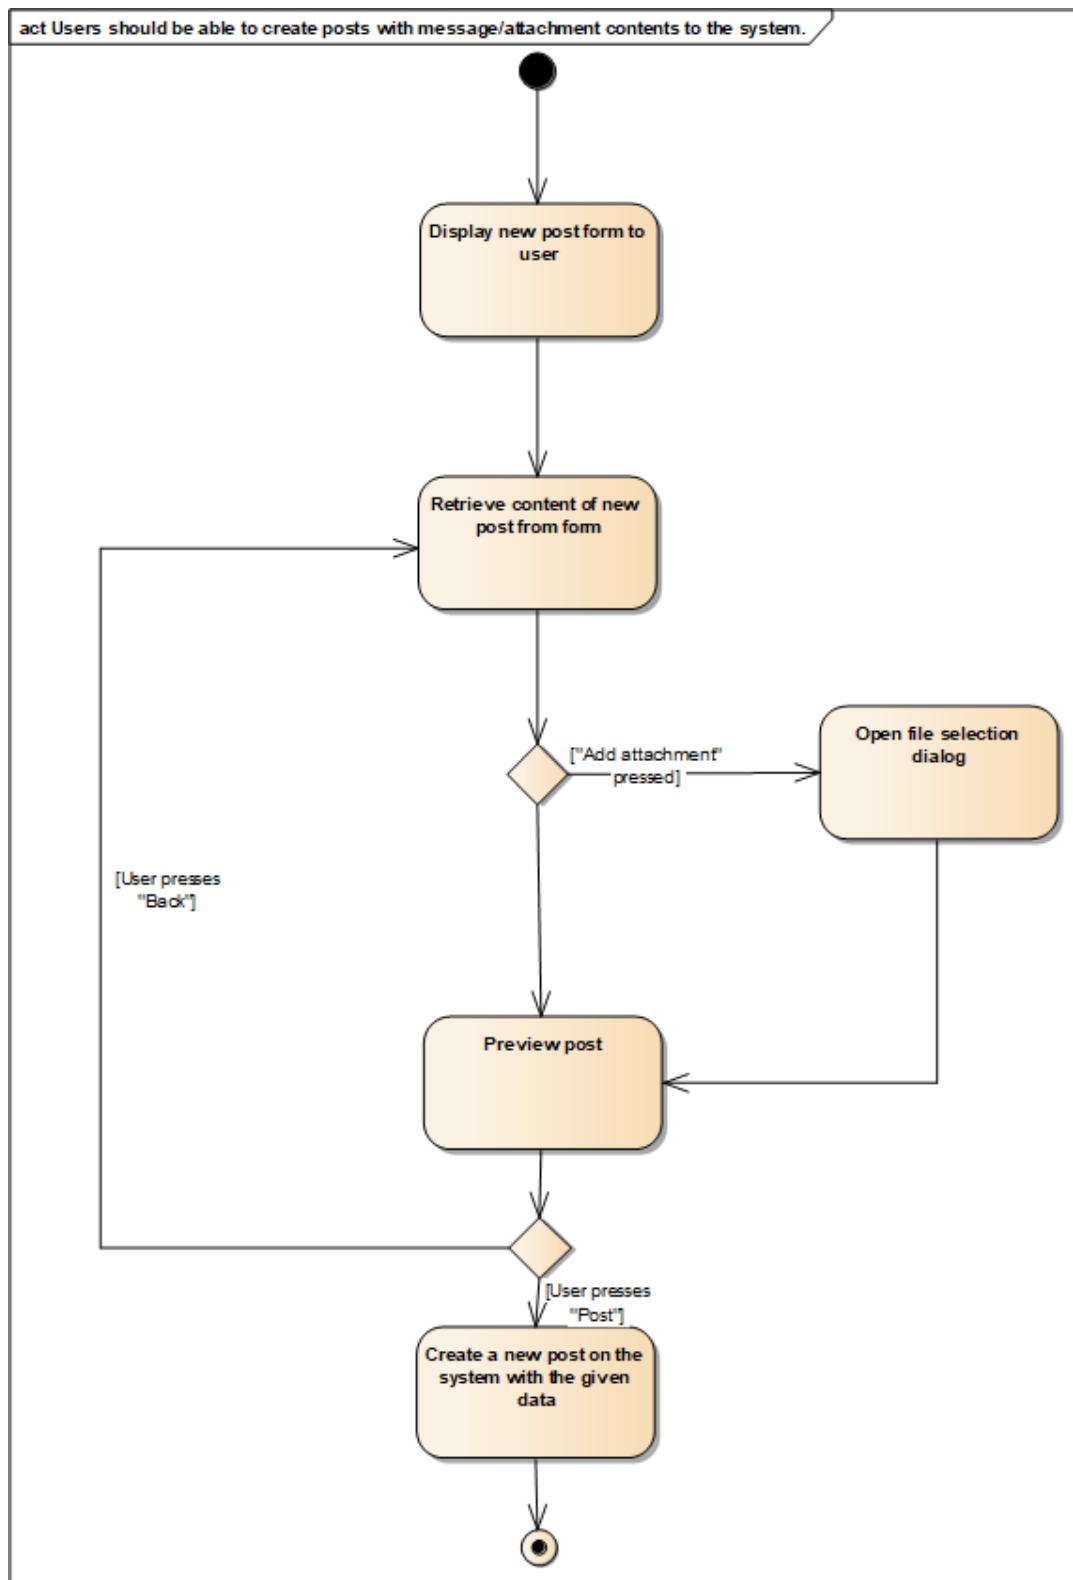 act Users should be able to create posts with message/attachment contents to the system.
Display new post form to
user
Retrieve content of new
post from form
["Add attachment"
pressed]
Open file selection
dialog
[User presses
"Back"]
Preview post
[User presses
"Post"]
Create a new post on the
system with the given
data